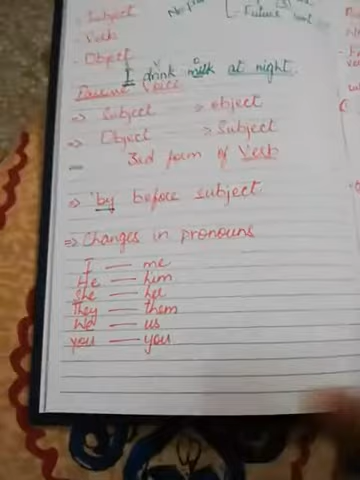 - Subject
- Verb
- Object
Future
I drink milk at night.
Passive Voice
=> Subject > object
=> Object > Subject
3rd form of Verb
=> 'by before subject
=> Changes in pronouns
I — me
He — him
She — her
They — them
We — us
you — you